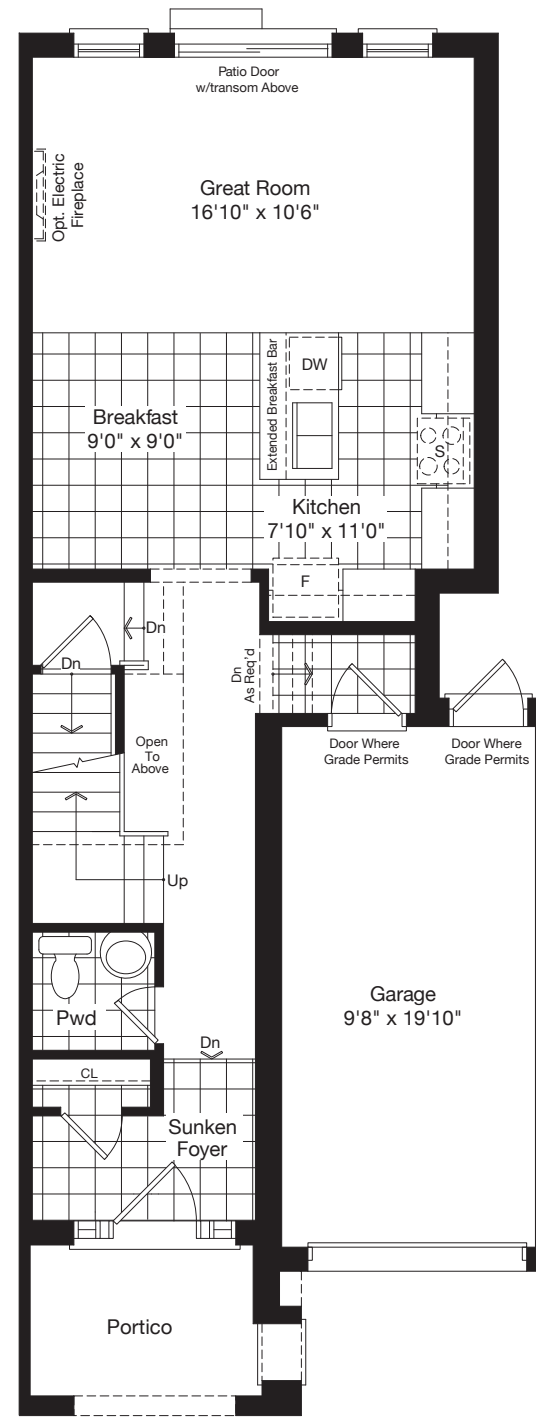 Patio Door
w/transom Above
Opt. Electric
Fireplace
Great Room
16'10" x 10'6"
Extended Breakfast Bar
DW
Breakfast
9'0" x 9'0"
S
Kitchen
7'10" x 11'0"
F
Dn
Dn
Dn
As Req'd
Open
To
Above
Door Where
Grade Permits
Door Where
Grade Permits
Up
Garage
9'8" x 19'10"
Pwd
Dn
CL
Sunken
Foyer
Portico